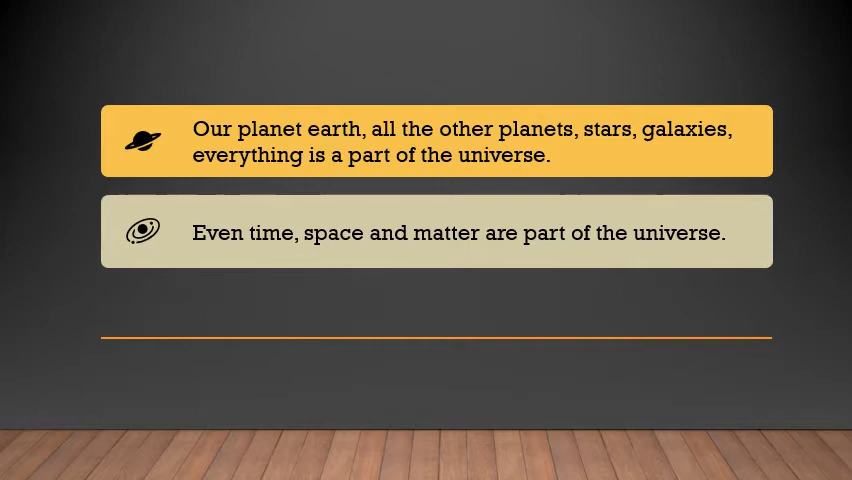 Our planet earth, all the other planets, stars, galaxies,
everything is a part of the universe.
Even time, space and matter are part of the universe.